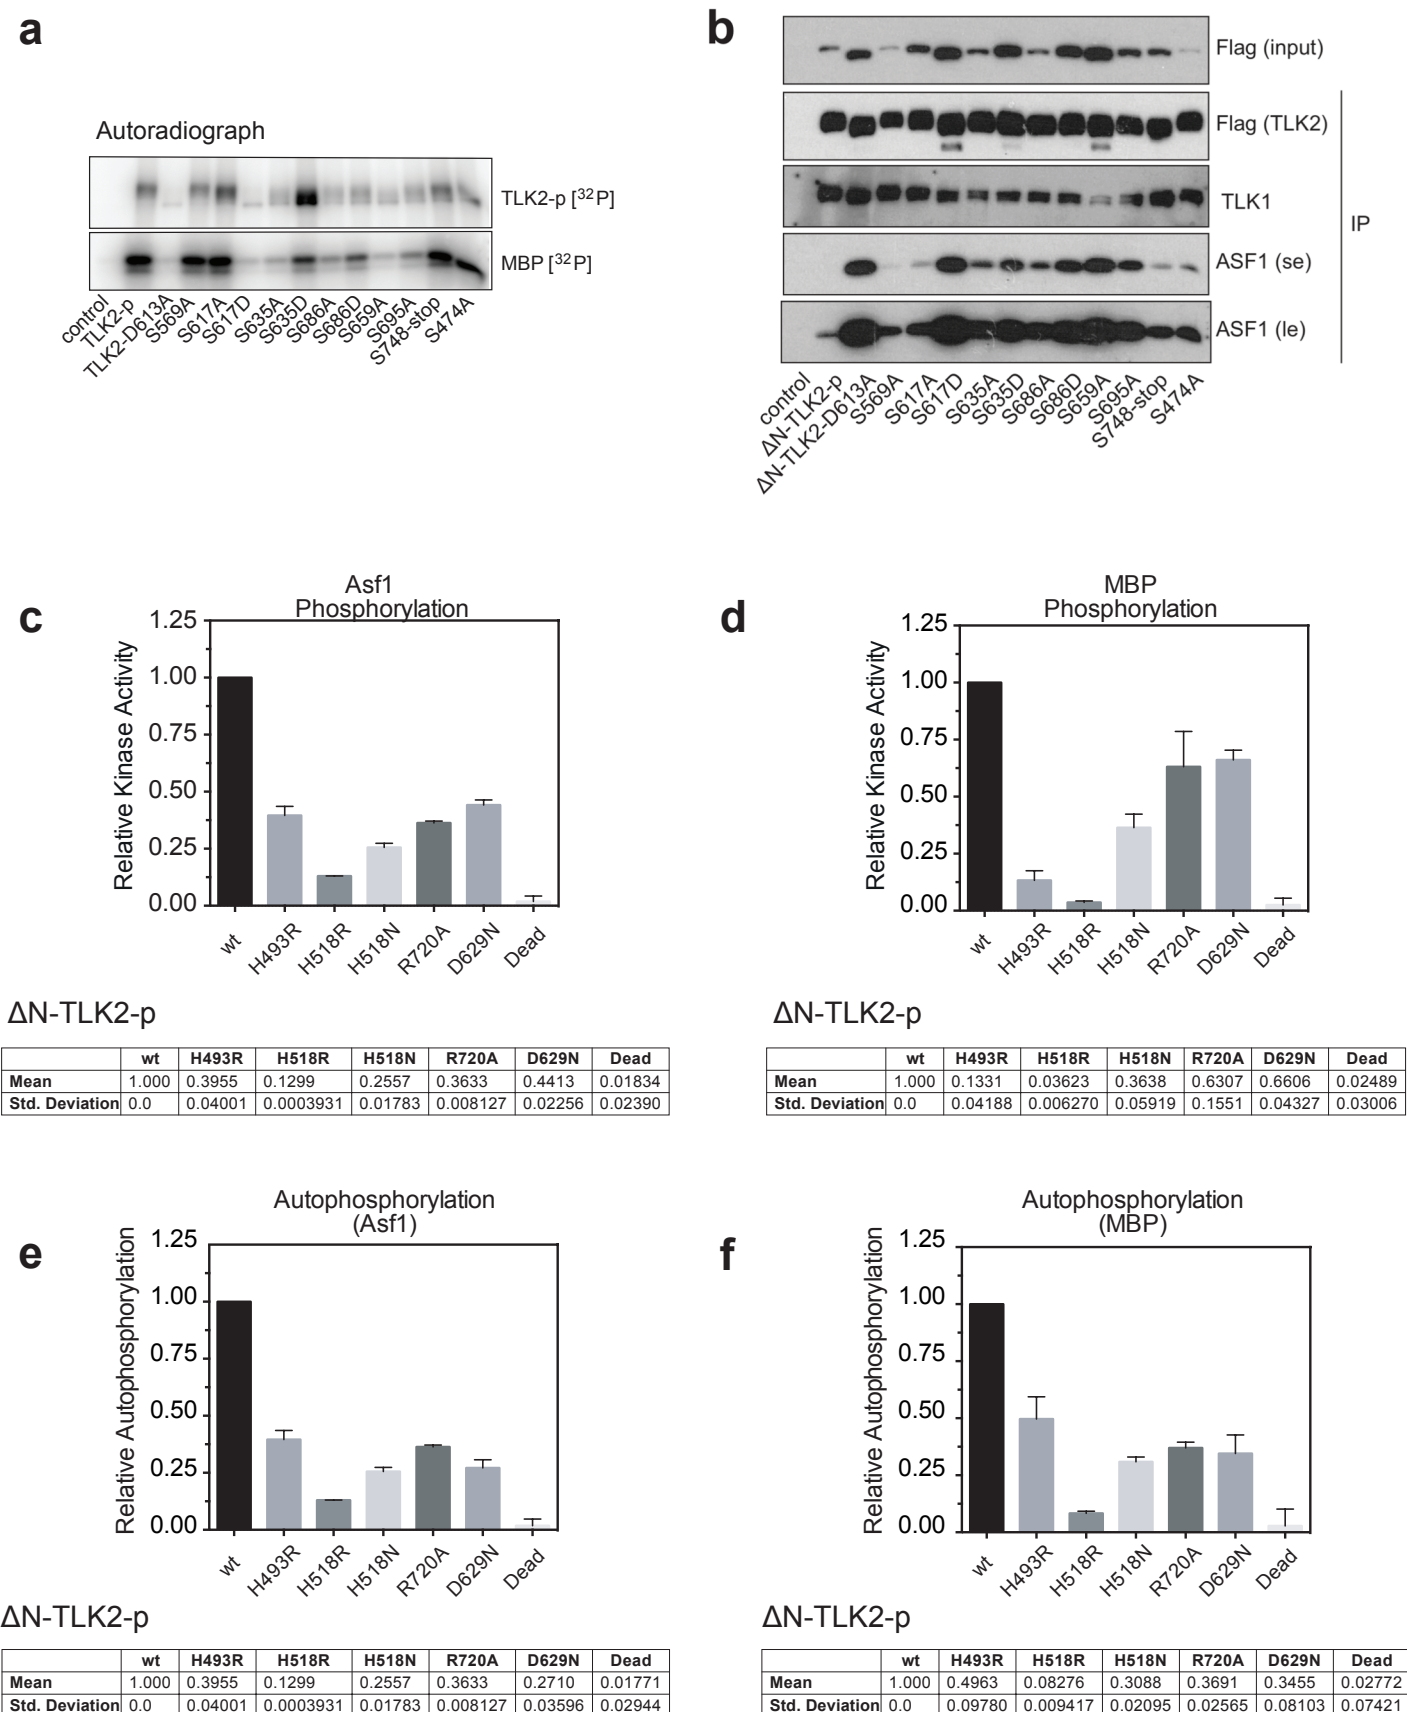 a
Autoradiograph
TLK2-p [32P]
MBP [32P]
control
TLK2-p
TLK2-D613A
S569A
S617A
S617D
S635A
S635D
S686A
S686D
S659A
S695A
S748-stop
S474A
b
Flag (input)
Flag (TLK2)
TLK1
ASF1 (se)
ASF1 (le)
IP
control
ΔN-TLK2-p
ΔN-TLK2-D613A
S569A
S617A
S617D
S635A
S635D
S686A
S686D
S659A
S695A
S748-stop
S474A
c
Asf1
Phosphorylation
Relative Kinase Activity
1.25
1.00
0.75
0.50
0.25
0.00
wt H493R H518R H518N R720A D629N Dead
ΔN-TLK2-p
wt H493R H518R H518N R720A D629N Dead
Mean 1.000 0.3955 0.1299 0.2557 0.3633 0.4413 0.01834
Std. Deviation 0.0 0.04001 0.0003931 0.01783 0.008127 0.02256 0.02390
d
MBP
Phosphorylation
Relative Kinase Activity
1.25
1.00
0.75
0.50
0.25
0.00
wt H493R H518R H518N R720A D629N Dead
ΔN-TLK2-p
wt H493R H518R H518N R720A D629N Dead
Mean 1.000 0.1331 0.03623 0.3638 0.6307 0.6606 0.02489
Std. Deviation 0.0 0.04188 0.006270 0.05919 0.1551 0.04327 0.03006
e
Autophosphorylation
(Asf1)
Relative Autophosphorylation
1.25
1.00
0.75
0.50
0.25
0.00
wt H493R H518R H518N R720A D629N Dead
ΔN-TLK2-p
wt H493R H518R H518N R720A D629N Dead
Mean 1.000 0.3955 0.1299 0.2557 0.3633 0.2710 0.01771
Std. Deviation 0.0 0.04001 0.0003931 0.01783 0.008127 0.03596 0.02944
f
Autophosphorylation
(MBP)
Relative Autophosphorylation
1.25
1.00
0.75
0.50
0.25
0.00
wt H493R H518R H518N R720A D629N Dead
ΔN-TLK2-p
wt H493R H518R H518N R720A D629N Dead
Mean 1.000 0.4963 0.08276 0.3088 0.3691 0.3455 0.02772
Std. Deviation 0.0 0.09780 0.009417 0.02095 0.02565 0.08103 0.07421